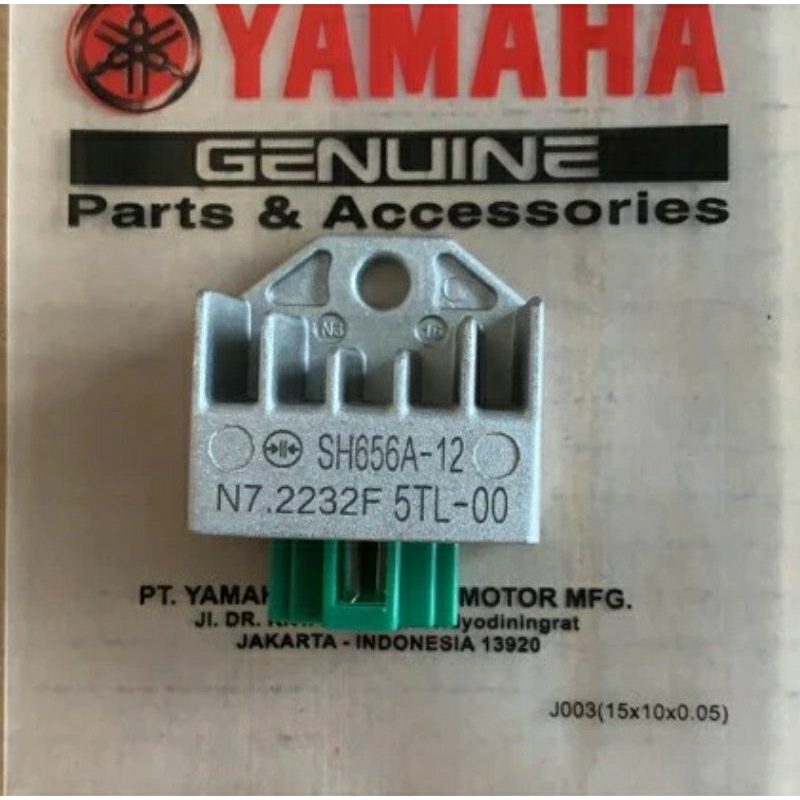 YAMAHA
GENUINE
Parts & Accessories
N3
16
SH656A-12
N7.2232F 5TL-00
PT. YAMAH MOTOR MFG.
Jl. DR.
JAKARTA - INDONESIA 13920
J003(15x10x0.05)